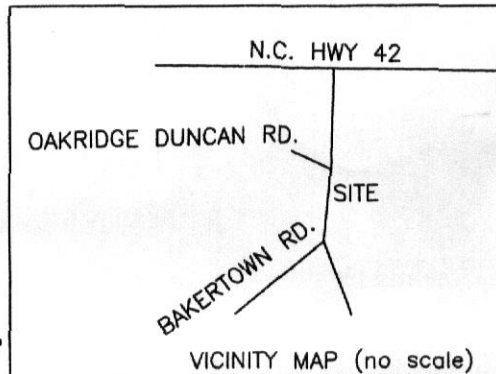 N.C. HWY 42
OAKRIDGE DUNCAN RD.
SITE
BAKERTOWN RD.
VICINITY MAP (no scale)